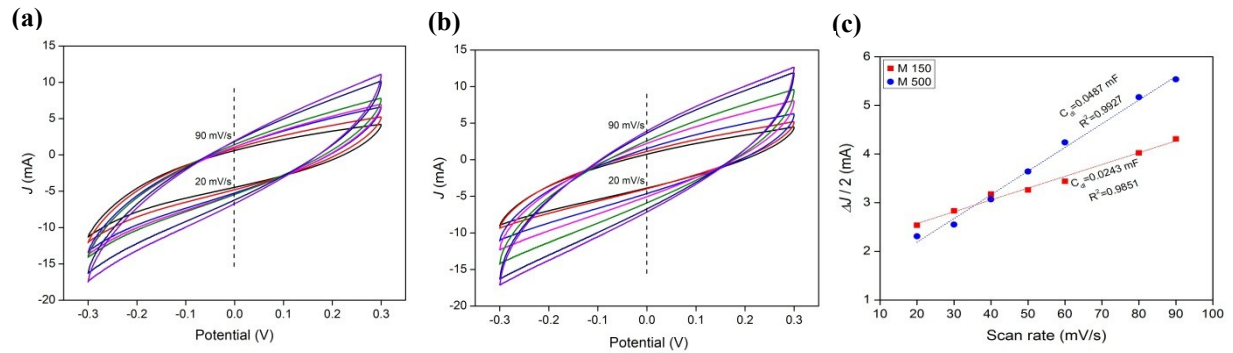 (a)
15
10
5
0
-5
-10
-15
-20
J (mA)
90 mV/s
20 mV/s
-0.3 -0.2 -0.1 0.0 0.1 0.2 0.3
Potential (V)
(b)
15
10
5
0
-5
-10
-15
-20
J (mA)
90 mV/s
20 mV/s
-0.3 -0.2 -0.1 0.0 0.1 0.2 0.3
Potential (V)
(c)
6
5
4
3
2
1
ΔJ / 2 (mA)
M 150
M 500
C_dl=0.0487 mF
R²=0.9927
C_dl=0.0243 mF
R²=0.9851
10 20 30 40 50 60 70 80 90 100
Scan rate (mV/s)